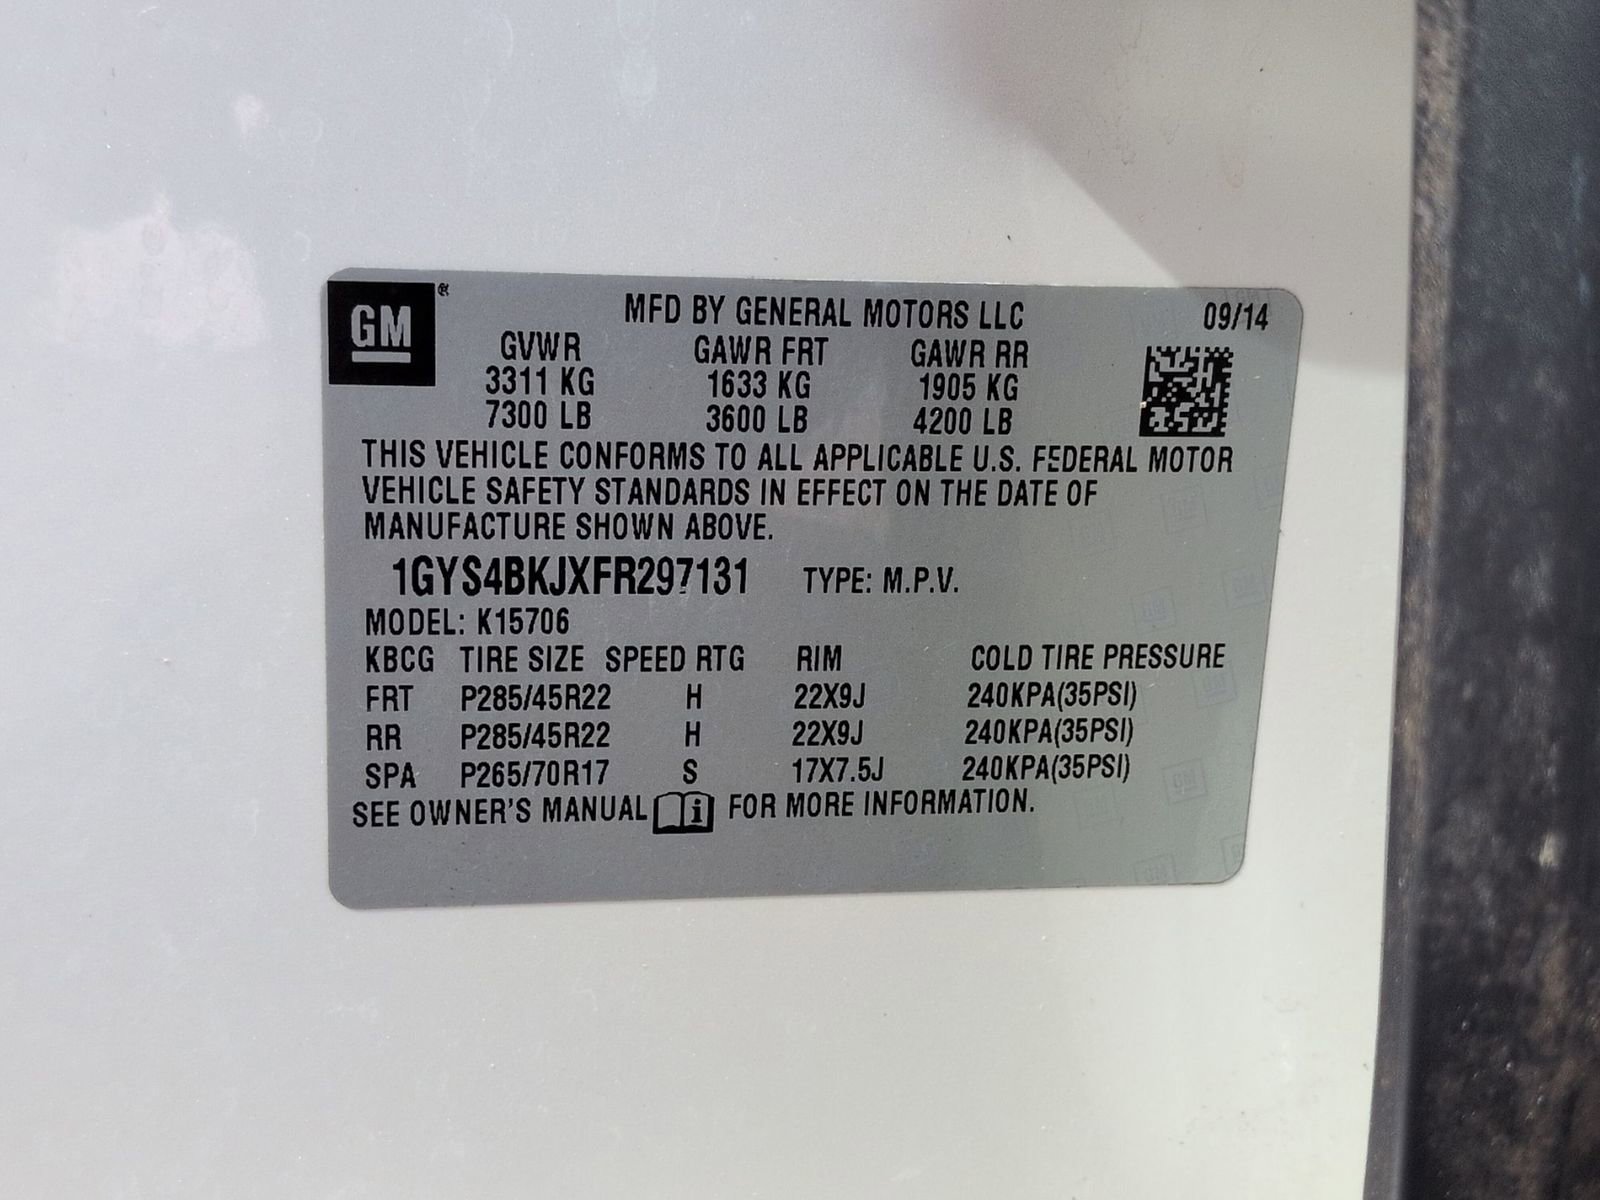 GM®
MFD BY GENERAL MOTORS LLC 09/14
GVWR GAWR FRT GAWR RR
3311 KG 1633 KG 1905 KG
7300 LB 3600 LB 4200 LB
THIS VEHICLE CONFORMS TO ALL APPLICABLE U.S. FEDERAL MOTOR
VEHICLE SAFETY STANDARDS IN EFFECT ON THE DATE OF
MANUFACTURE SHOWN ABOVE.
1GYS4BKJXFR297131 TYPE: M.P.V.
MODEL: K15706
KBCG TIRE SIZE SPEED RTG RIM COLD TIRE PRESSURE
FRT P285/45R22 H 22X9J 240KPA(35PSI)
RR P285/45R22 H 22X9J 240KPA(35PSI)
SPA P265/70R17 S 17X7.5J 240KPA(35PSI)
SEE OWNER'S MANUAL i FOR MORE INFORMATION.